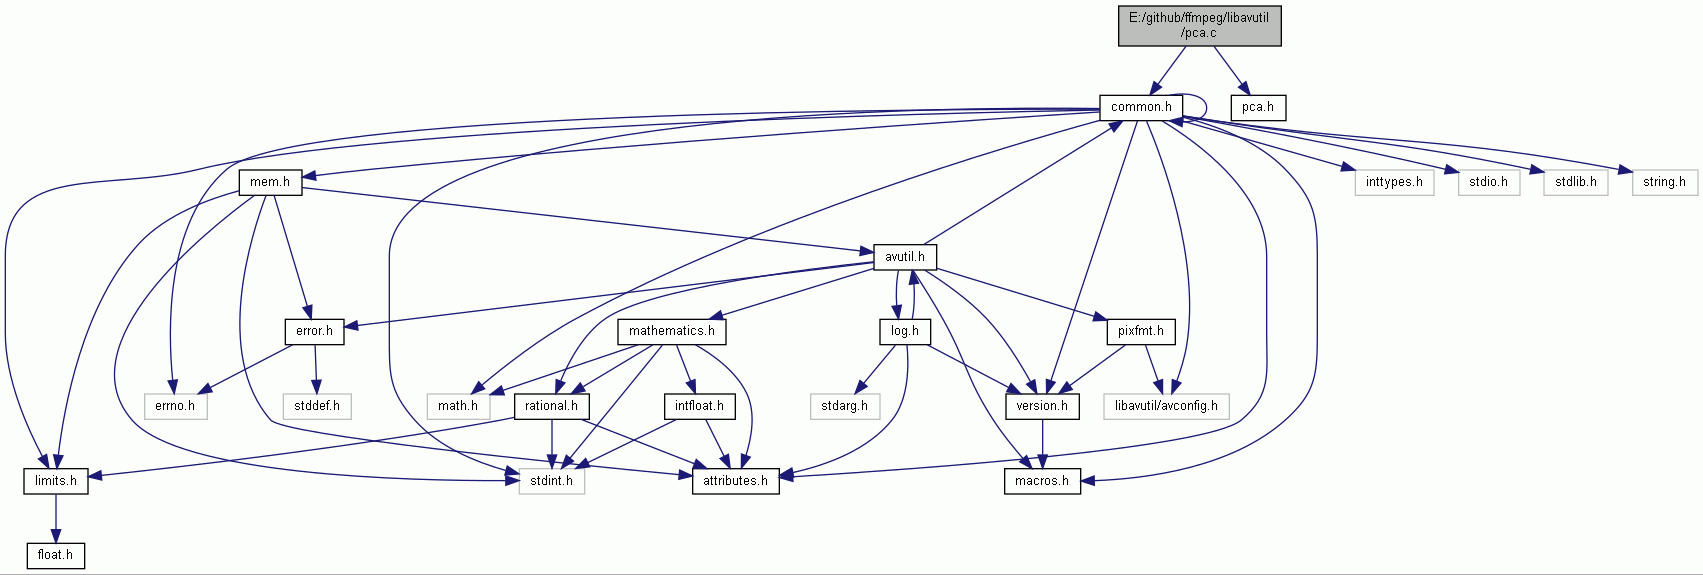 E:/github/ffmpeg/libavutil
/pca.c
common.h
pca.h
mem.h
inttypes.h
stdio.h
stdlib.h
string.h
avutil.h
error.h
mathematics.h
log.h
pixfmt.h
errno.h
stddef.h
math.h
rational.h
intfloat.h
stdarg.h
version.h
libavutil/avconfig.h
limits.h
stdint.h
attributes.h
macros.h
float.h